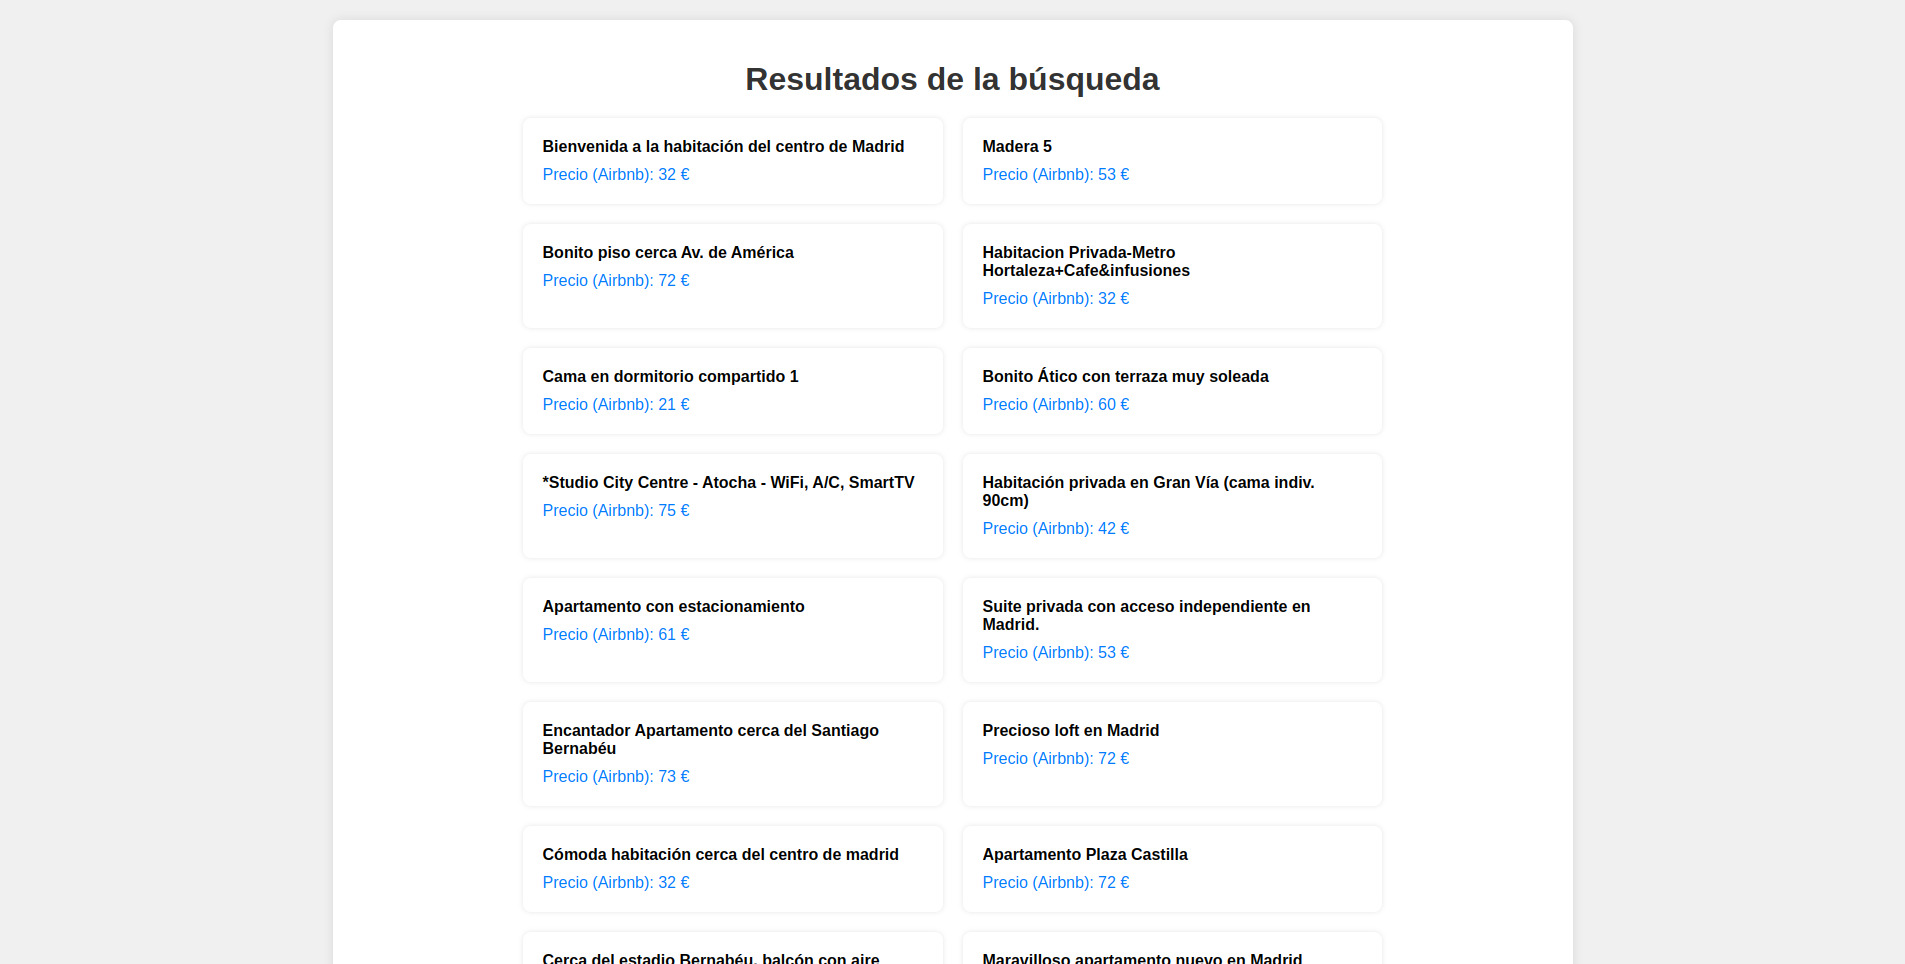 Resultados de la búsqueda
Bienvenida a la habitación del centro de Madrid
Precio (Airbnb): 32 €
Madera 5
Precio (Airbnb): 53 €
Bonito piso cerca Av. de América
Precio (Airbnb): 72 €
Habitacion Privada-Metro
Hortaleza+Cafe&infusiones
Precio (Airbnb): 32 €
Cama en dormitorio compartido 1
Precio (Airbnb): 21 €
Bonito Ático con terraza muy soleada
Precio (Airbnb): 60 €
*Studio City Centre - Atocha - WiFi, A/C, SmartTV
Precio (Airbnb): 75 €
Habitación privada en Gran Vía (cama indiv.
90cm)
Precio (Airbnb): 42 €
Apartamento con estacionamiento
Precio (Airbnb): 61 €
Suite privada con acceso independiente en
Madrid.
Precio (Airbnb): 53 €
Encantador Apartamento cerca del Santiago
Bernabéu
Precio (Airbnb): 73 €
Precioso loft en Madrid
Precio (Airbnb): 72 €
Cómoda habitación cerca del centro de madrid
Precio (Airbnb): 32 €
Apartamento Plaza Castilla
Precio (Airbnb): 72 €
Cerca del estadio Bernabéu, balcón con aire
Maravilloso apartamento nuevo en Madrid